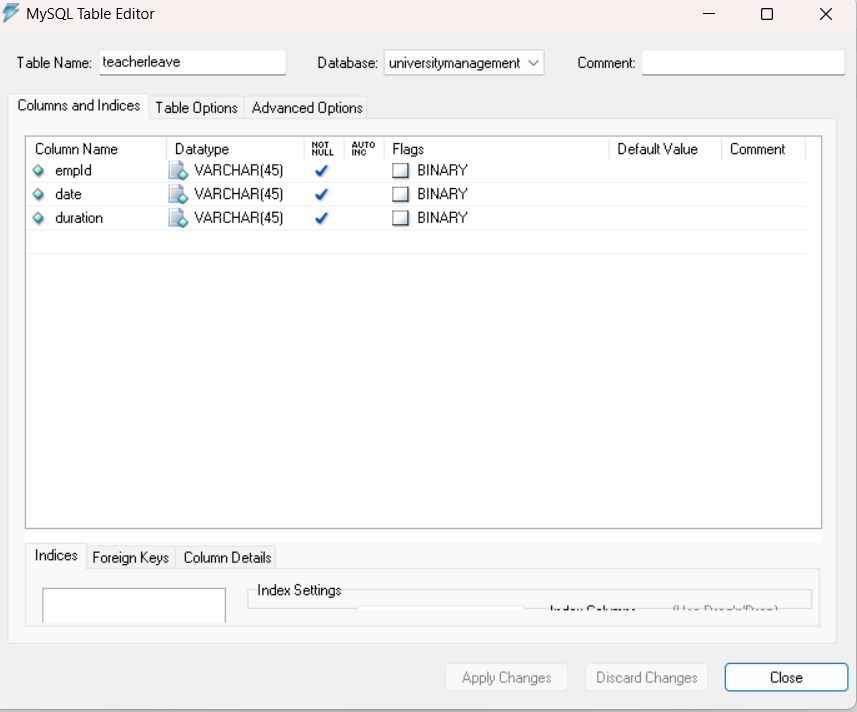 MySQL Table Editor
Table Name: teacherleave Database: universitymanagement Comment:
Columns and Indices Table Options Advanced Options
Column Name Datatype NOT NULL AUTO INC Flags Default Value Comment
empId VARCHAR(45) BINARY
date VARCHAR(45) BINARY
duration VARCHAR(45) BINARY
Indices Foreign Keys Column Details
Index Settings
Index Columns (Use Drag'n'Drop)
Apply Changes Discard Changes Close